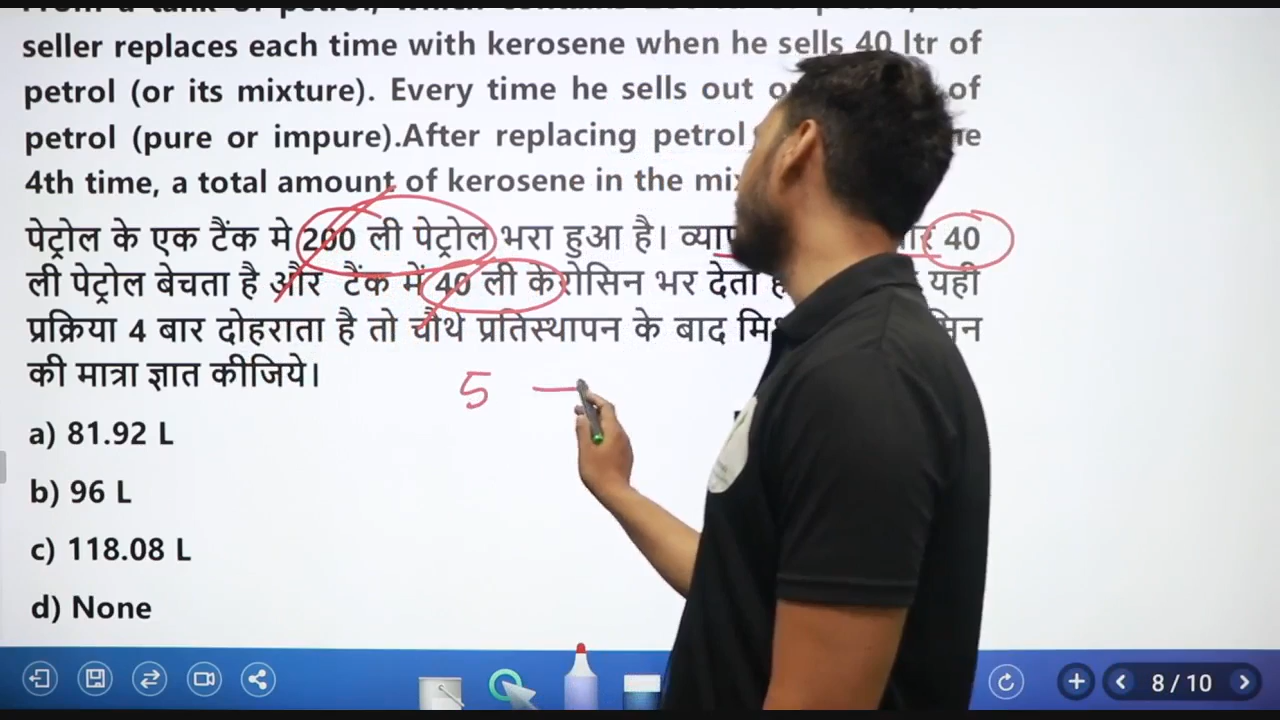 seller replaces each time with kerosene when he sells 40 ltr of
petrol (or its mixture). Every time he sells out of
petrol (pure or impure).After replacing petrol
4th time, a total amount of kerosene in the
पेट्रोल के एक टैंक मे 200 ली पेट्रोल भरा हुआ है। 40
ली पेट्रोल बेचता है और टैंक में 40 ली केरोसिन भर देता यही
प्रक्रिया 4 बार दोहराता है तो चौथे प्रतिस्थापन के बाद
की मात्रा ज्ञात कीजिये।
5 —
a) 81.92 L
b) 96 L
c) 118.08 L
d) None
8 / 10